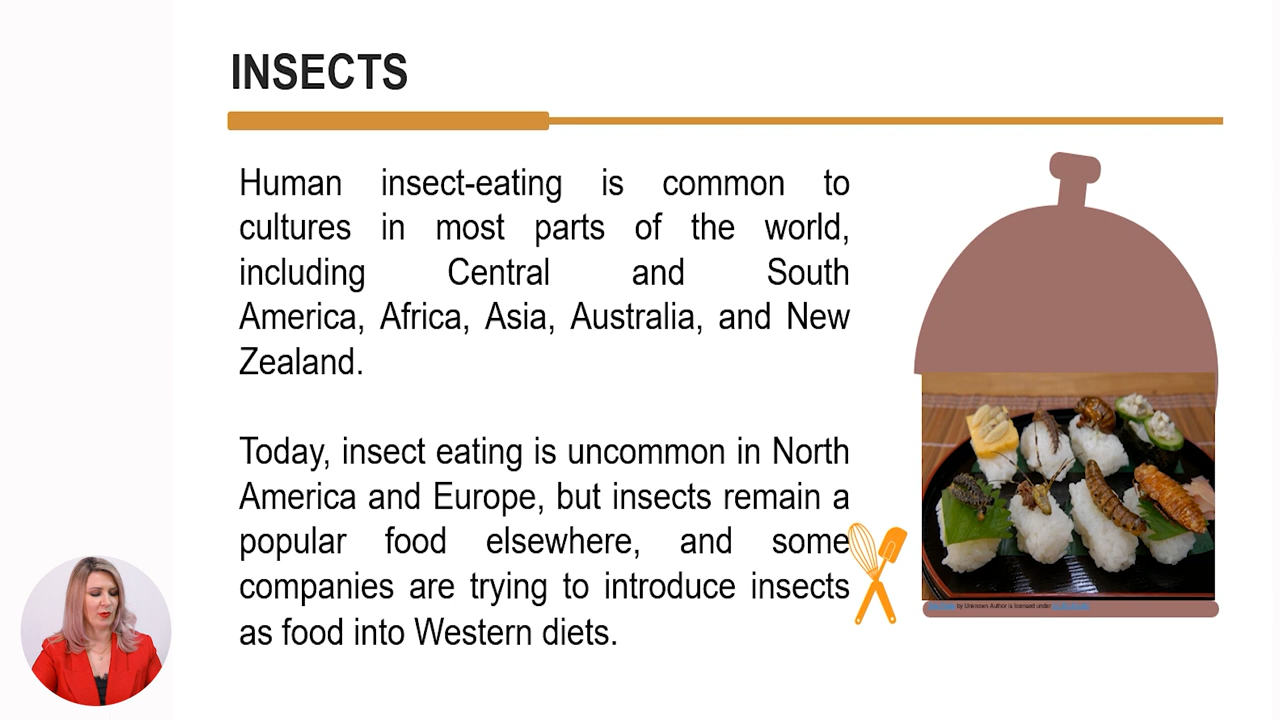 INSECTS
Human insect-eating is common to
cultures in most parts of the world,
including Central and South
America, Africa, Asia, Australia, and New
Zealand.
Today, insect eating is uncommon in North
America and Europe, but insects remain a
popular food elsewhere, and some
companies are trying to introduce insects
as food into Western diets.
by Unknown Author is licensed under